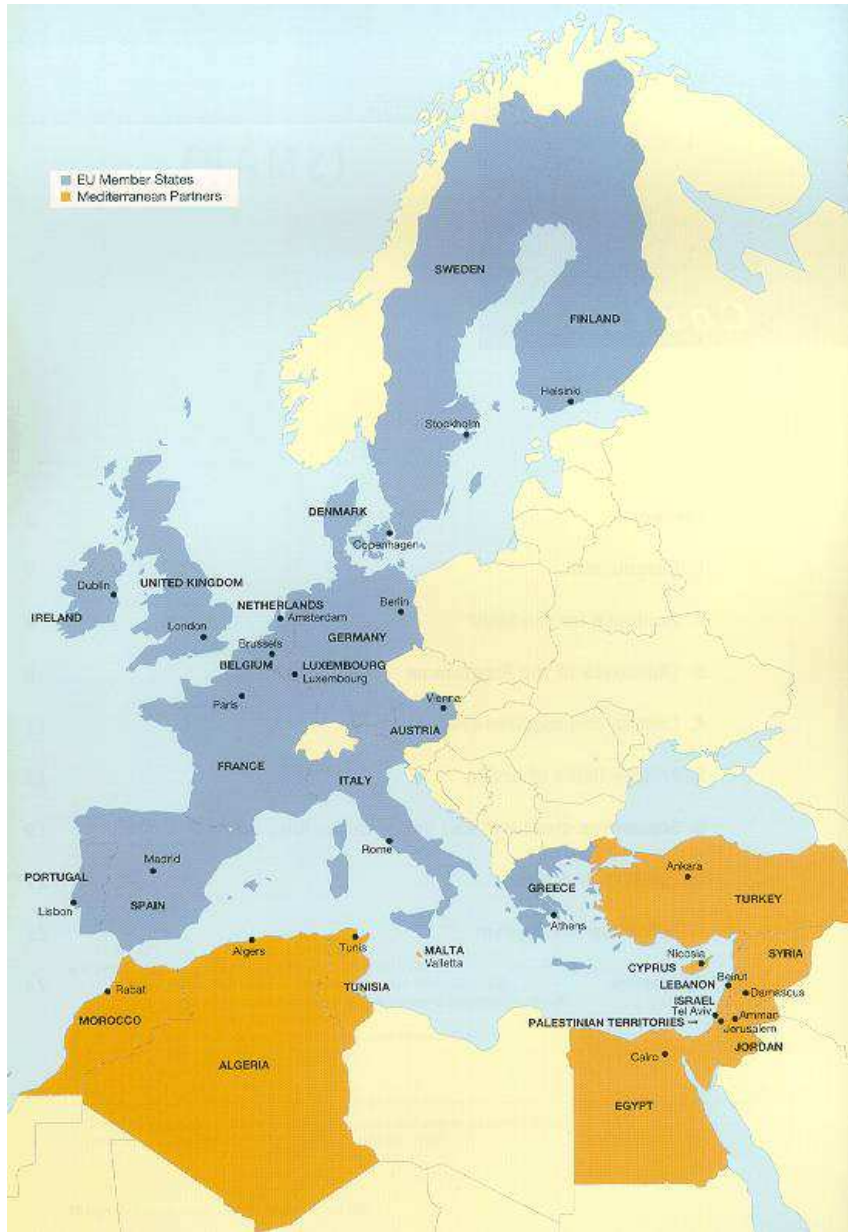 EU Member States
Mediterranean Partners
SWEDEN
FINLAND
Helsinki
Stockholm
DENMARK
Copenhagen
Dublin
UNITED KINGDOM
IRELAND
London
NETHERLANDS
Amsterdam
Berlin
GERMANY
Brussels
BELGIUM
LUXEMBOURG
Luxembourg
Paris
Vienna
AUSTRIA
FRANCE
ITALY
Rome
Madrid
PORTUGAL
SPAIN
Lisbon
GREECE
Athens
Ankara
TURKEY
Algers
Tunis
MALTA
Valletta
Nicosia
CYPRUS
SYRIA
Beirut
LEBANON
Damascus
ISRAEL
Tel Aviv
Amman
PALESTINIAN TERRITORIES →
Jerusalem
JORDAN
Rabat
MOROCCO
TUNISIA
ALGERIA
Cairo
EGYPT